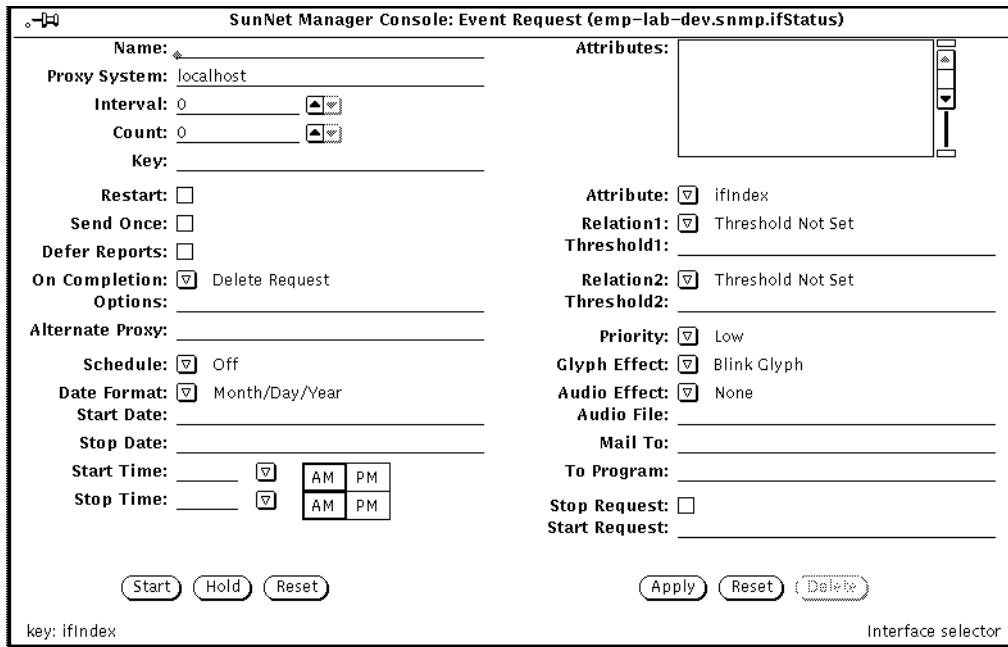 SunNet Manager Console: Event Request (emp-lab-dev.snmp.ifStatus)
Name:
Proxy System: localhost
Interval: 0
Count: 0
Key:
Restart:
Send Once:
Defer Reports:
On Completion: Delete Request
Options:
Alternate Proxy:
Schedule: Off
Date Format: Month/Day/Year
Start Date:
Stop Date:
Start Time: AM PM
Stop Time: AM PM
Start Hold Reset
Attributes:
Attribute: ifIndex
Relation1: Threshold Not Set
Threshold1:
Relation2: Threshold Not Set
Threshold2:
Priority: Low
Glyph Effect: Blink Glyph
Audio Effect: None
Audio File:
Mail To:
To Program:
Stop Request:
Start Request:
Apply Reset Delete
key: ifIndex
Interface selector